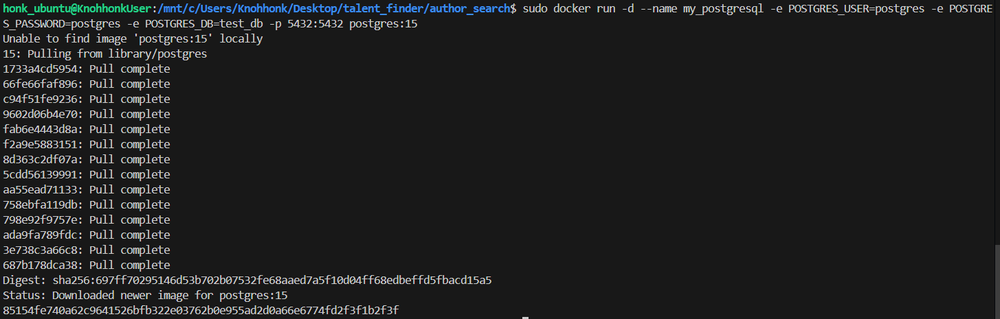 honk_ubuntu@KnohhonkUser:/mnt/c/Users/Knohhonk/Desktop/talent_finder/author_search$ sudo docker run -d --name my_postgresql -e POSTGRES_USER=postgres -e POSTGRE
S_PASSWORD=postgres -e POSTGRES_DB=test_db -p 5432:5432 postgres:15
Unable to find image 'postgres:15' locally
15: Pulling from library/postgres
1733a4cd5954: Pull complete
66fe66faf896: Pull complete
c94f51fe9236: Pull complete
9602d06b4e70: Pull complete
fab6e4443d8a: Pull complete
f2a9e5883151: Pull complete
8d363c2df07a: Pull complete
5cdd56139991: Pull complete
aa55ead71133: Pull complete
758ebfa119db: Pull complete
798e92f9757e: Pull complete
ada9fa789fdc: Pull complete
3e738c3a66c8: Pull complete
687b178dca38: Pull complete
Digest: sha256:697ff70295146d53b702b07532fe68aaed7a5f10d04ff68edbeffd5fbacd15a5
Status: Downloaded newer image for postgres:15
85154fe740a62c9641526bfb322e03762b0e955ad2d0a66e6774fd2f3f1b2f3f